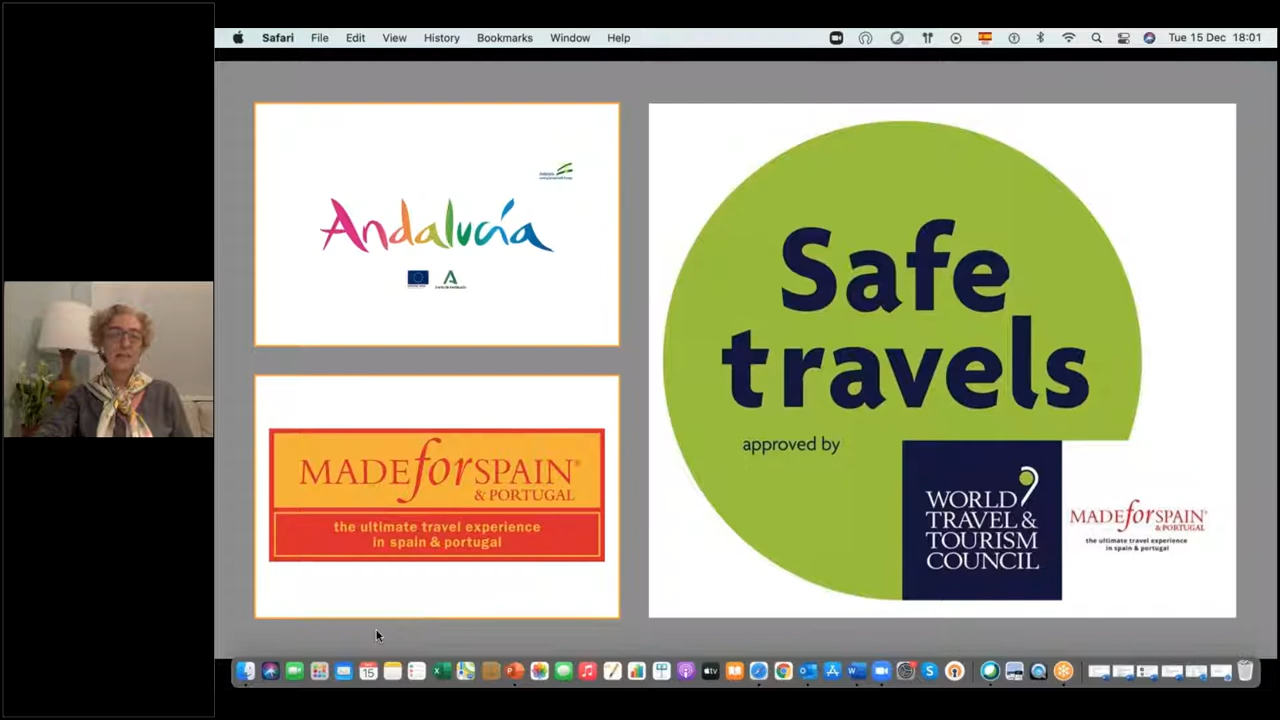 Safari File Edit View History Bookmarks Window Help Tue 15 Dec 18:01
Andalucía
MADEforSPAIN®
& PORTUGAL
the ultimate travel experience
in spain & portugal
Safe
travels
approved by
WORLD
TRAVEL &
TOURISM
COUNCIL
MADEforSPAIN®
& PORTUGAL
the ultimate travel experience
in spain & portugal
15